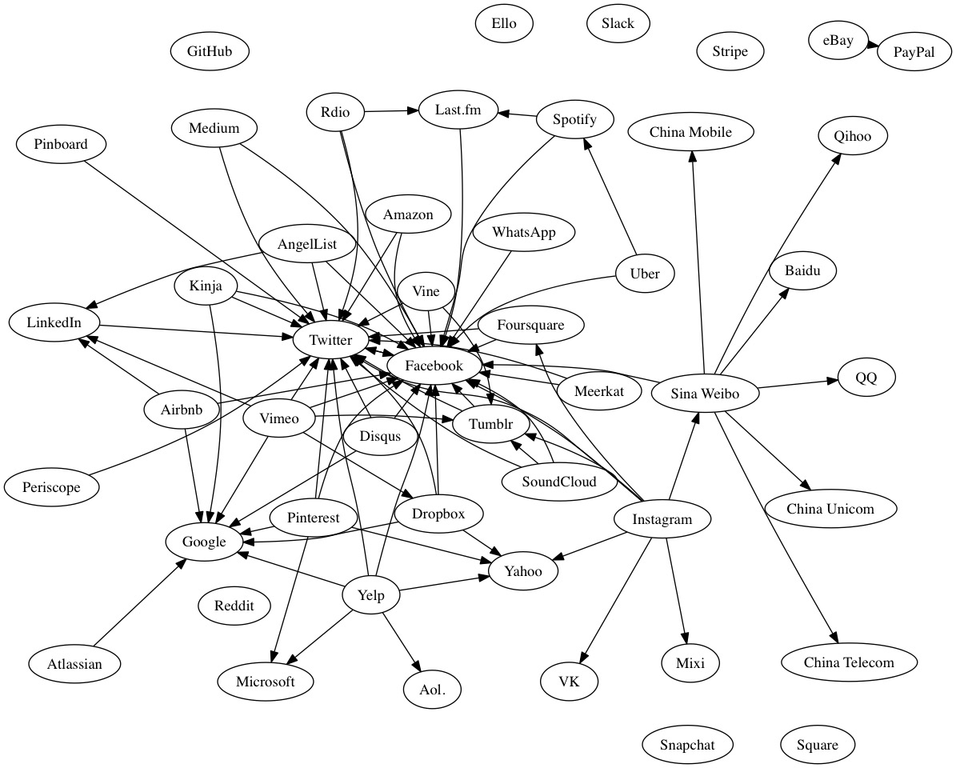 Ello
Slack
GitHub
Stripe
eBay
PayPal
Rdio
Last.fm
Spotify
Medium
Pinboard
China Mobile
Qihoo
Amazon
WhatsApp
AngelList
Kinja
Vine
Uber
Baidu
LinkedIn
Twitter
Foursquare
Facebook
Meerkat
Sina Weibo
QQ
Airbnb
Vimeo
Disqus
Tumblr
Periscope
SoundCloud
Pinterest
Dropbox
Instagram
China Unicom
Google
Yahoo
Yelp
Reddit
Atlassian
Microsoft
Aol.
VK
Mixi
China Telecom
Snapchat
Square